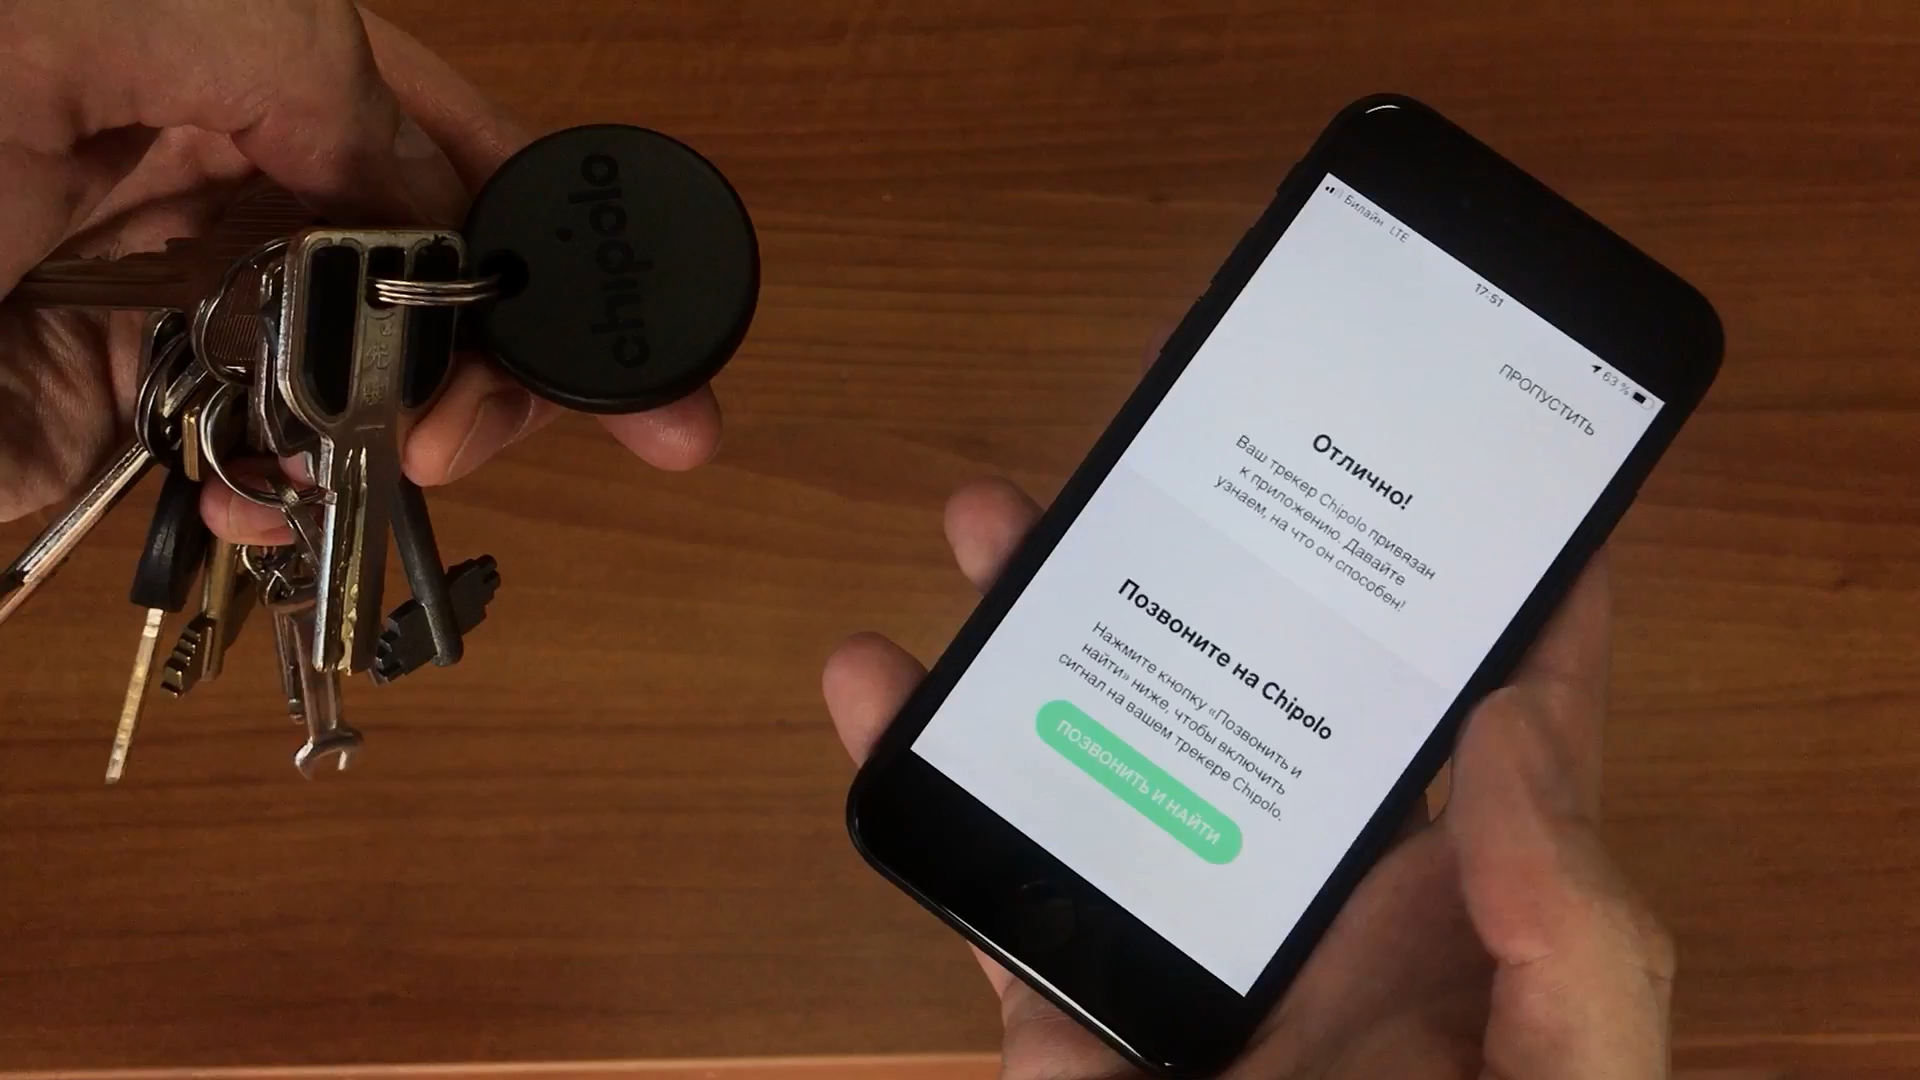 chipolo
Билайн LTE
17:51
63 %
ПРОПУСТИТЬ
Отлично!
Ваш трекер Chipolo привязан
к приложению. Давайте
узнаем, на что он способен!
Позвоните на Chipolo
Нажмите кнопку «Позвонить и
найти» ниже, чтобы включить
сигнал на вашем трекере Chipolo.
ПОЗВОНИТЬ И НАЙТИ